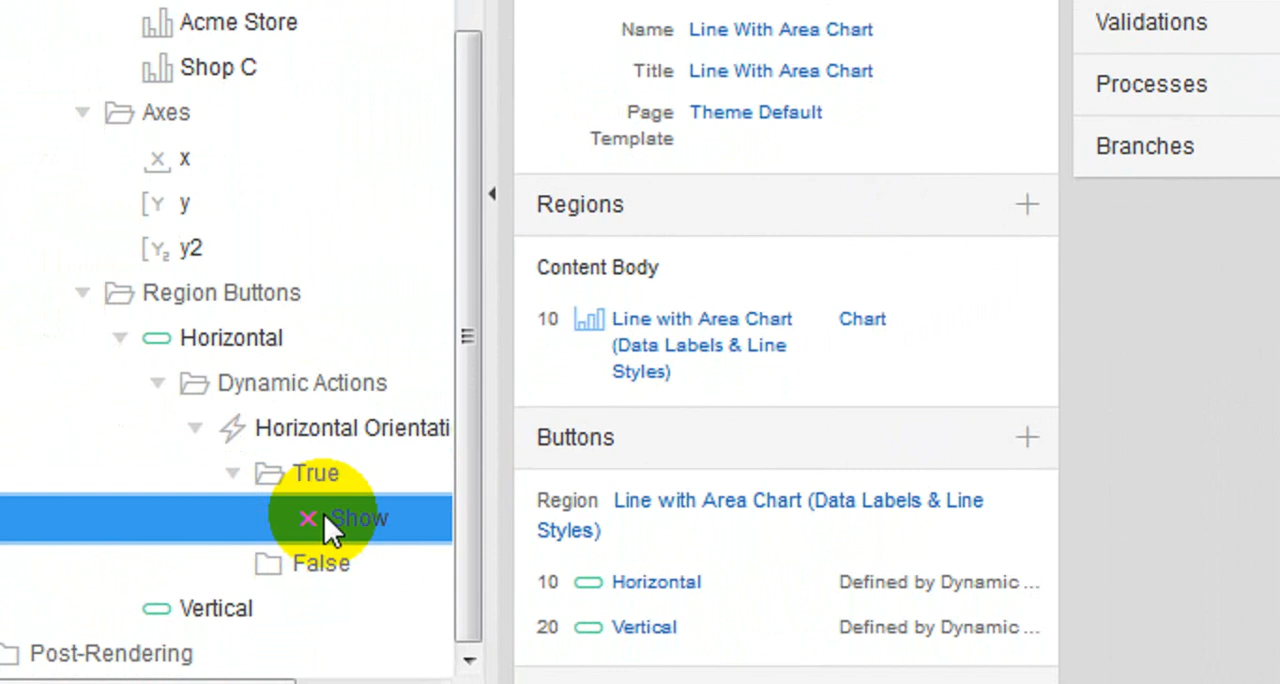 Acme Store
Shop C
Axes
x
y
y2
Region Buttons
Horizontal
Dynamic Actions
Horizontal Orientati
True
Show
False
Vertical
Post-Rendering
Name Line With Area Chart
Title Line With Area Chart
Page Theme Default
Template
Regions
Content Body
10 Line with Area Chart Chart
(Data Labels & Line
Styles)
Buttons
Region Line with Area Chart (Data Labels & Line
Styles)
10 Horizontal Defined by Dynamic ...
20 Vertical Defined by Dynamic ...
Validations
Processes
Branches